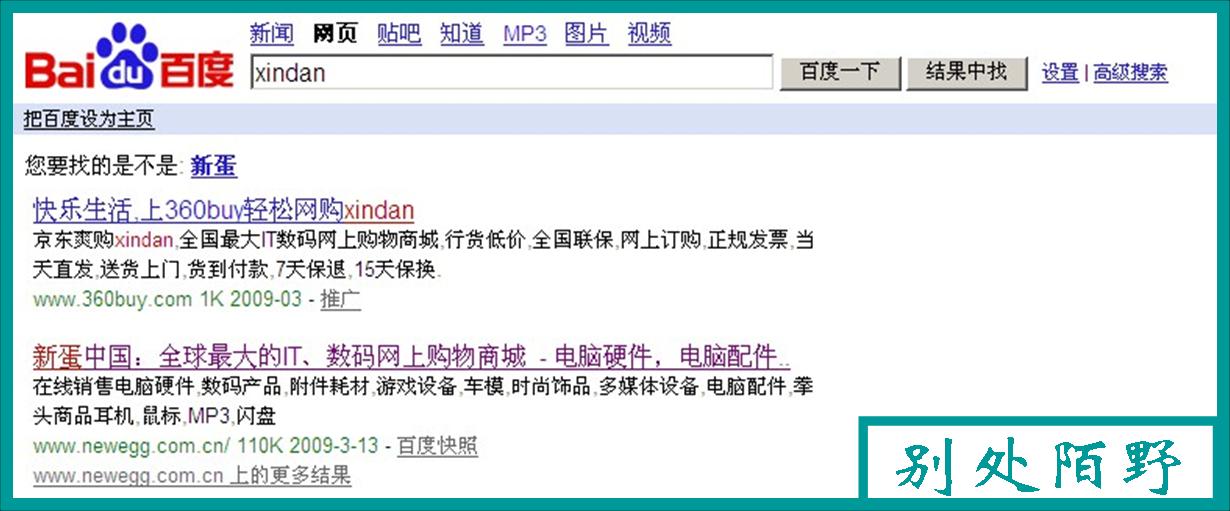 Bai du 百度
新闻 网页 贴吧 知道 MP3 图片 视频
xindan 百度一下 结果中找 设置 | 高级搜索
把百度设为主页
您要找的是不是: 新蛋
快乐生活,上360buy轻松网购xindan
京东爽购xindan,全国最大IT数码网上购物商城,行货低价,全国联保,网上订购,正规发票,当
天直发,送货上门,货到付款,7天保退,15天保换.
www.360buy.com 1K 2009-03 - 推广
新蛋中国：全球最大的IT、数码网上购物商城 - 电脑硬件，电脑配件..
在线销售电脑硬件,数码产品,附件耗材,游戏设备,车模,时尚饰品,多媒体设备,电脑配件,拳
头商品耳机,鼠标,MP3,闪盘
www.newegg.com.cn/ 110K 2009-3-13 - 百度快照
www.newegg.com.cn 上的更多结果
别处陌野